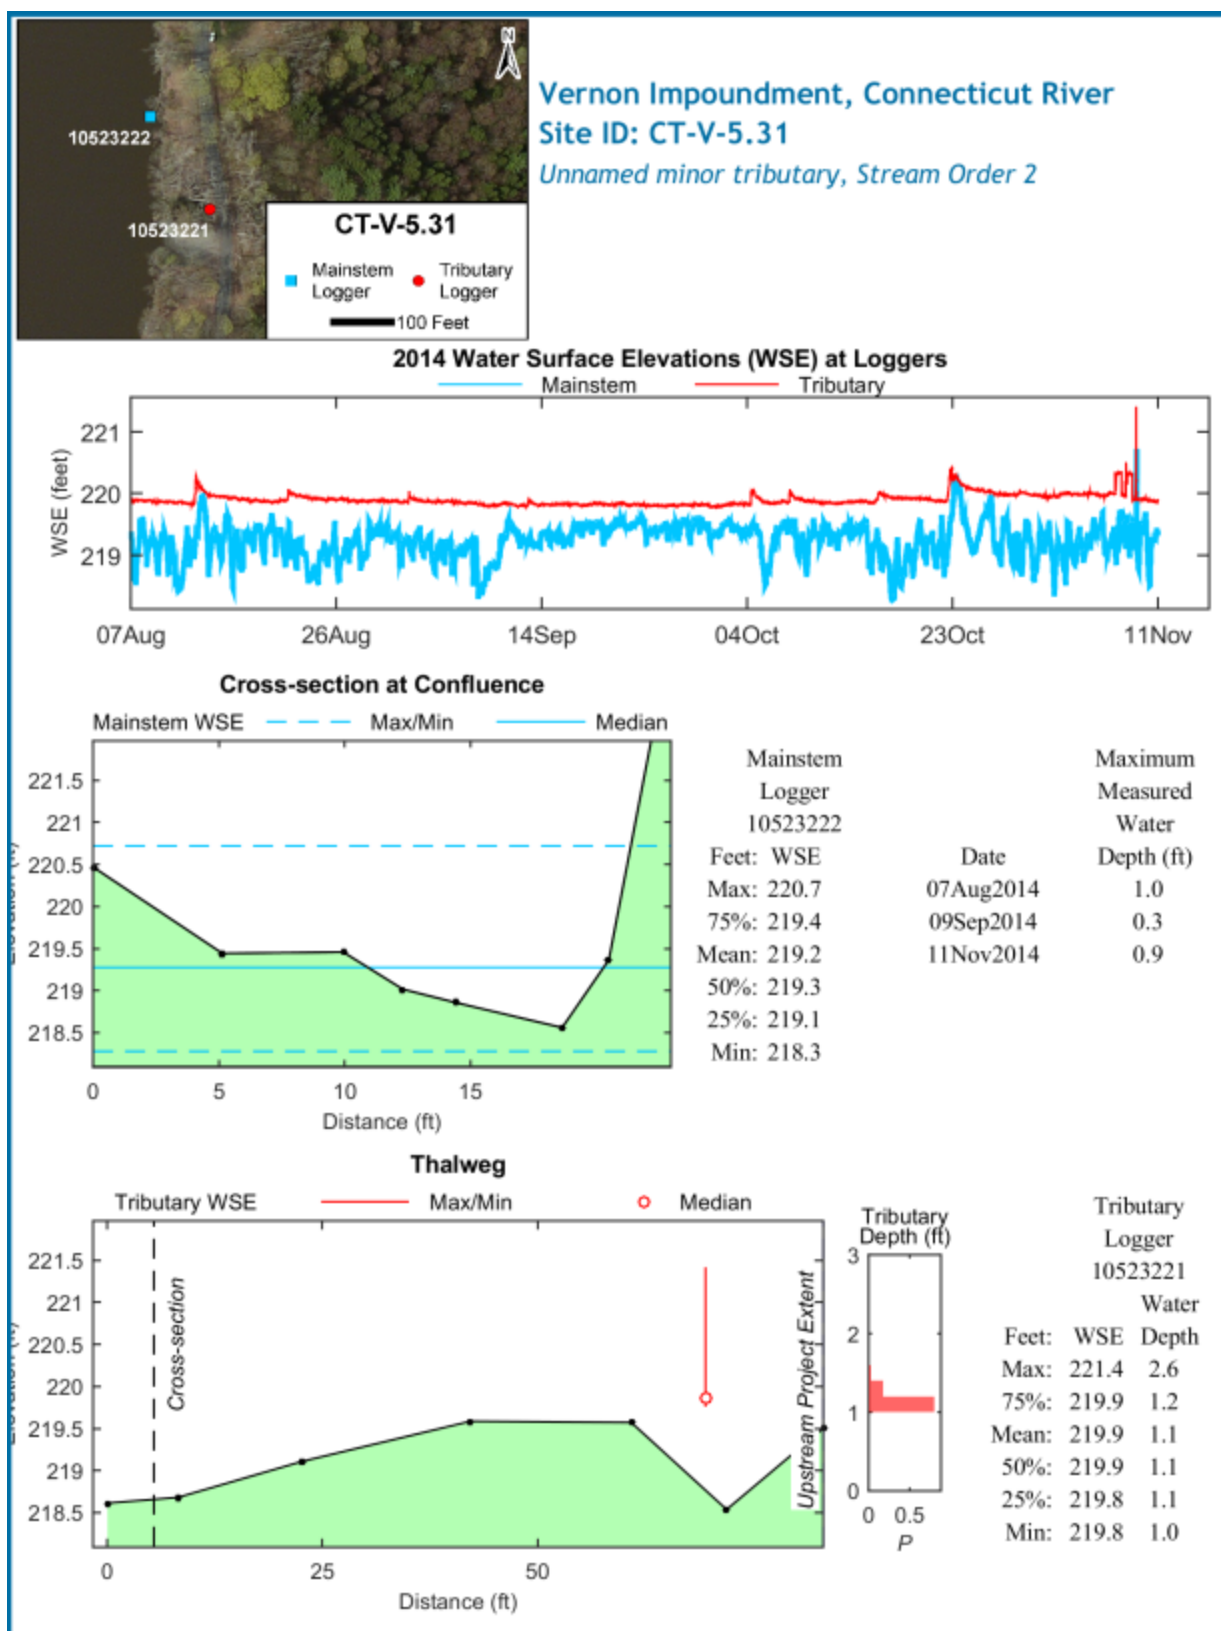 N
10523222
10523221
CT-V-5.31
Mainstem Logger
Tributary Logger
100 Feet
Vernon Impoundment, Connecticut River
Site ID: CT-V-5.31
Unnamed minor tributary, Stream Order 2
2014 Water Surface Elevations (WSE) at Loggers
Mainstem Tributary
WSE (feet)
221
220
219
07Aug 26Aug 14Sep 04Oct 23Oct 11Nov
Cross-section at Confluence
Mainstem WSE Max/Min Median
221.5
221
220.5
220
219.5
219
218.5
0 5 10 15
Distance (ft)
Mainstem
Logger
10523222
Feet: WSE
Max: 220.7
75%: 219.4
Mean: 219.2
50%: 219.3
25%: 219.1
Min: 218.3
Maximum
Measured
Water
Date Depth (ft)
07Aug2014 1.0
09Sep2014 0.3
11Nov2014 0.9
Thalweg
Tributary WSE Max/Min Median
221.5
221
220.5
220
219.5
219
218.5
Cross-section
Upstream Project Extent
0 25 50
Distance (ft)
Tributary
Depth (ft)
3
2
1
0
0 0.5
P
Tributary
Logger
10523221
Water
Feet: WSE Depth
Max: 221.4 2.6
75%: 219.9 1.2
Mean: 219.9 1.1
50%: 219.9 1.1
25%: 219.8 1.1
Min: 219.8 1.0